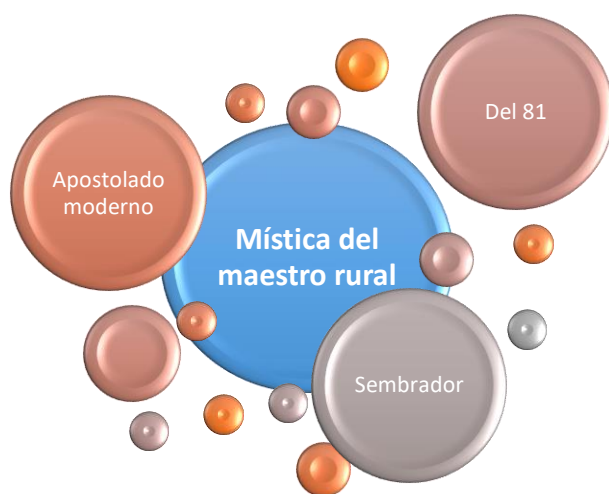 Del 81
Apostolado
moderno
Mística del
maestro rural
Sembrador